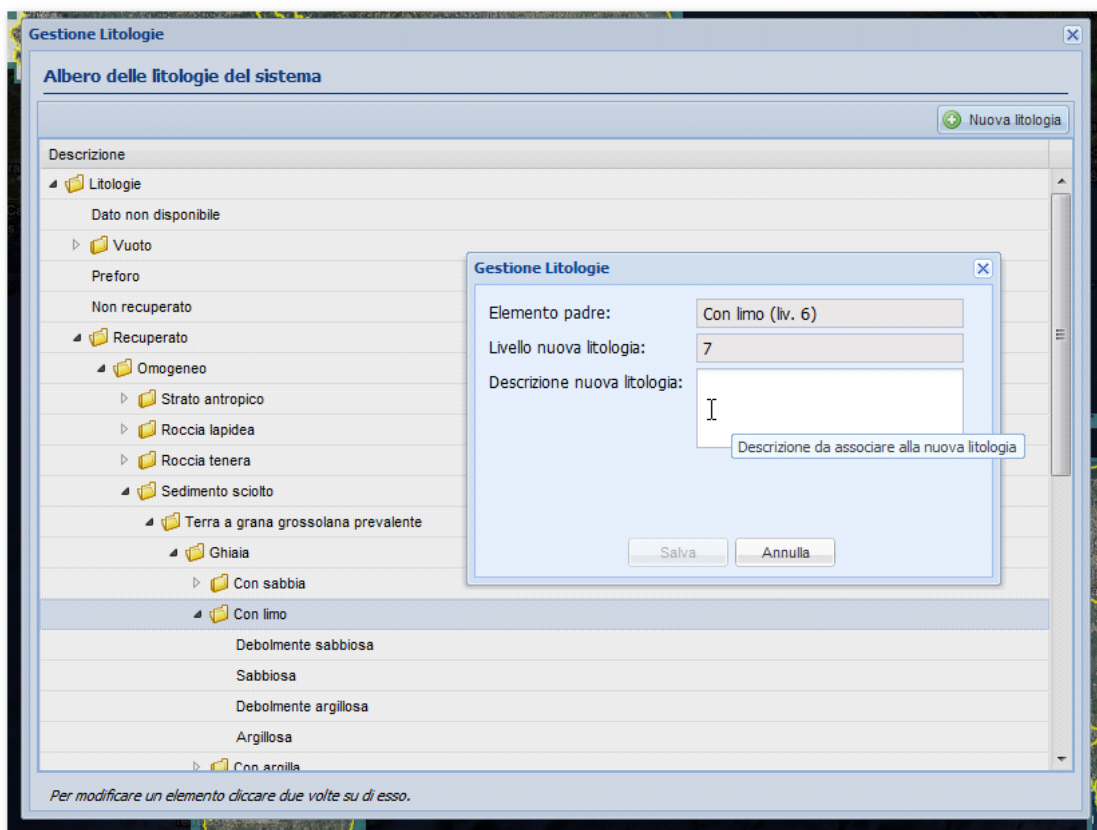 Gestione Litologie
Albero delle litologie del sistema
Nuova litologia
Descrizione
Litologie
Dato non disponibile
Vuoto
Preforo
Non recuperato
Recuperato
Omogeneo
Strato antropico
Roccia lapidea
Roccia tenera
Sedimento sciolto
Terra a grana grossolana prevalente
Ghiaia
Con sabbia
Con limo
Debolmente sabbiosa
Sabbiosa
Debolmente argillosa
Argillosa
Con argilla
Per modificare un elemento cliccare due volte su di esso.
Gestione Litologie
Elemento padre: Con limo (liv. 6)
Livello nuova litologia: 7
Descrizione nuova litologia:
Descrizione da associare alla nuova litologia
Salva Annulla